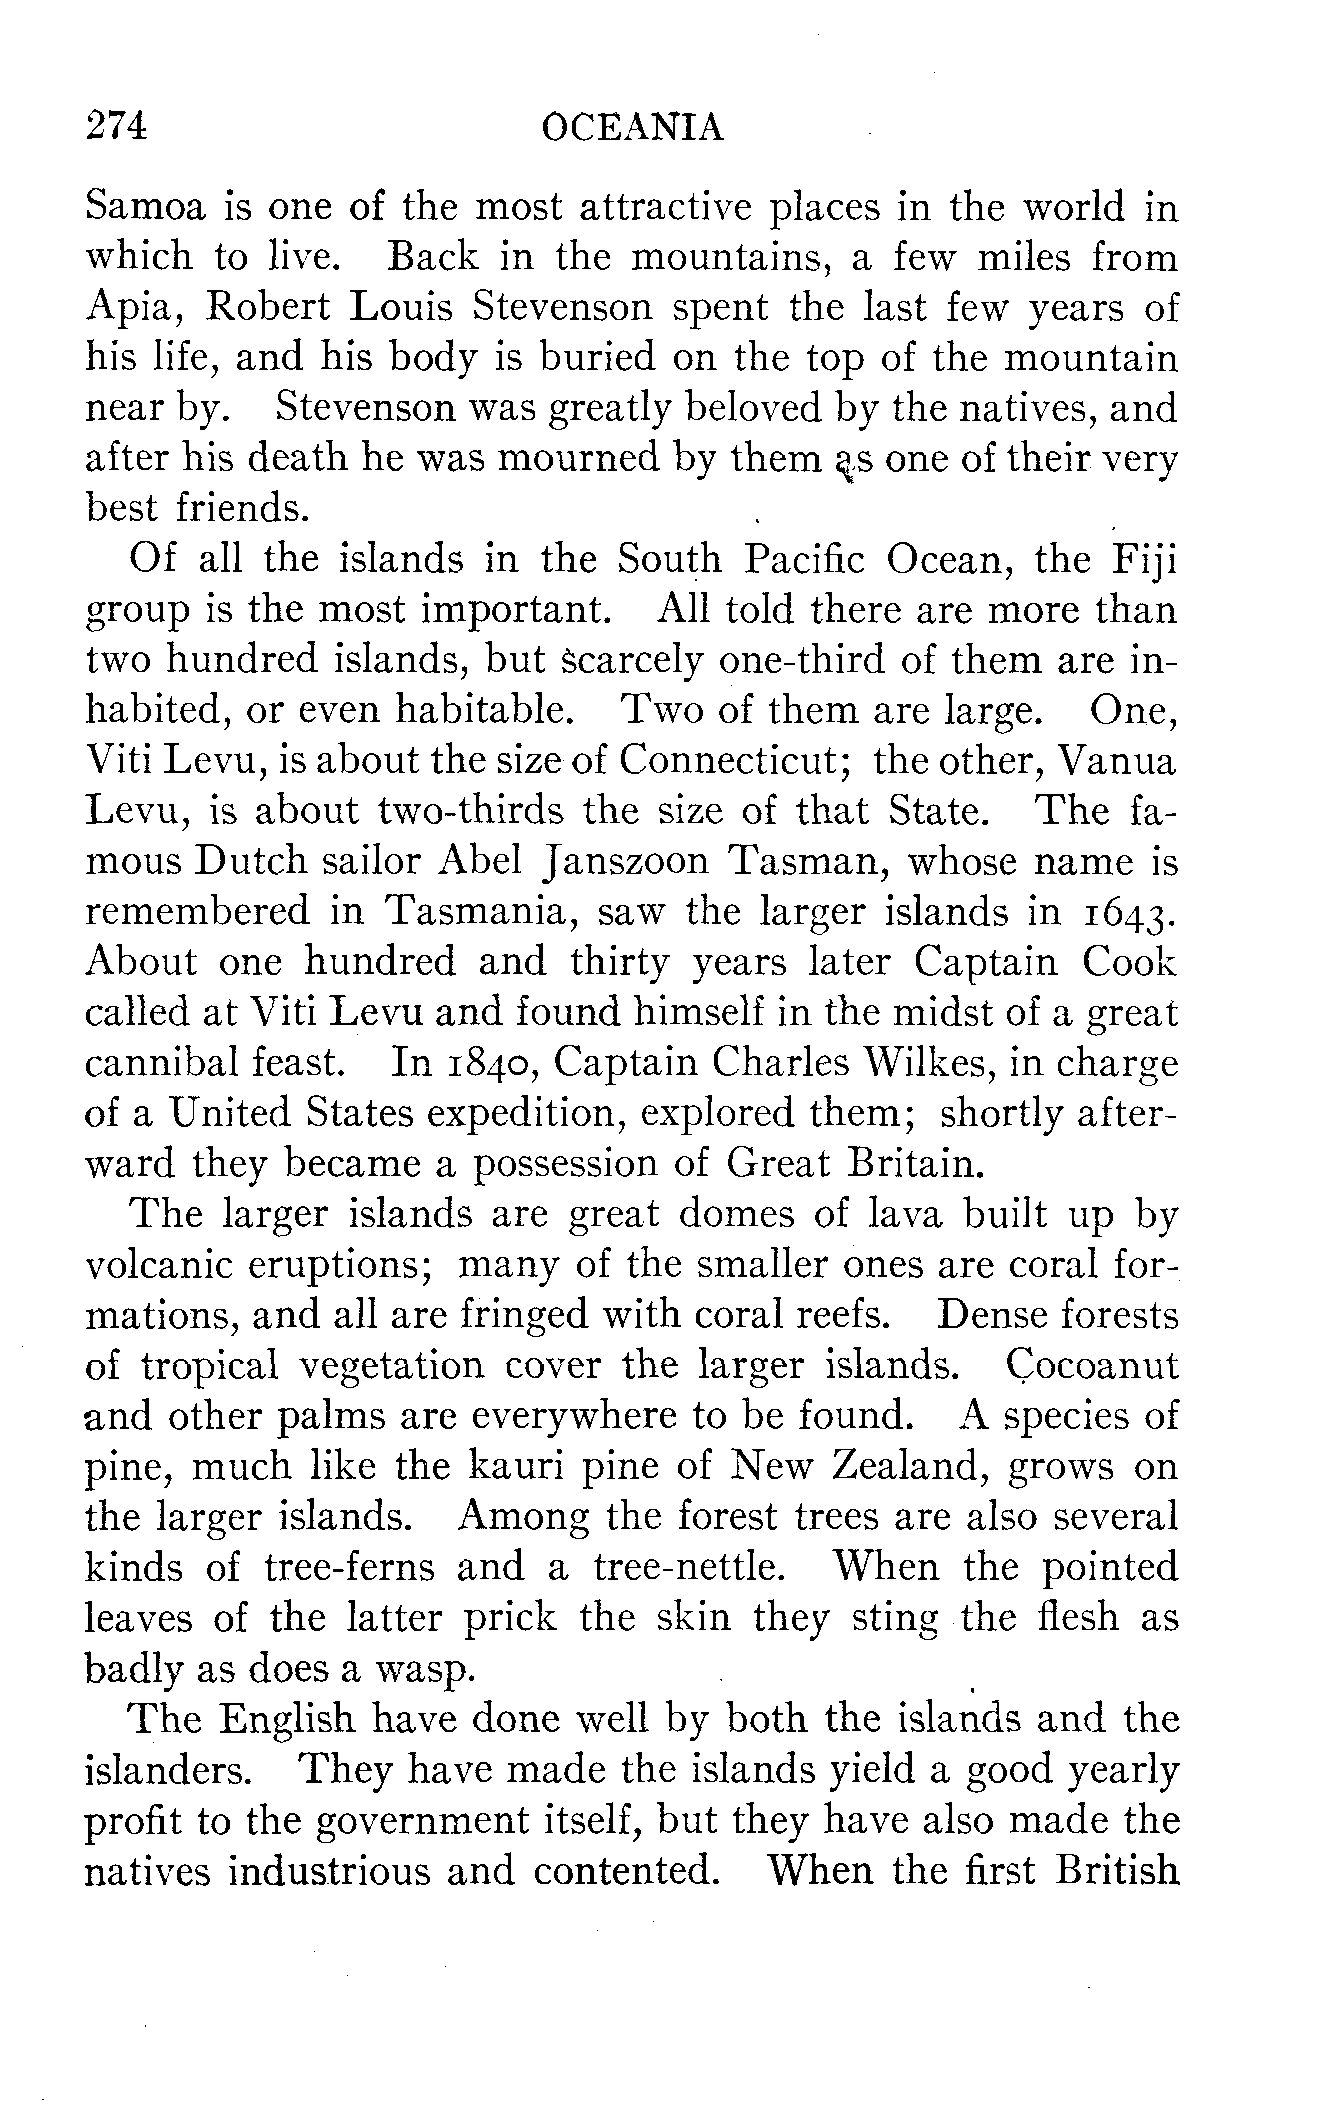 274 OCEANIA
Samoa is one of the most attractive places in the world in
which to live. Back in the mountains, a few miles from
Apia, Robert Louis Stevenson spent the last few years of
his life, and his body is buried on the top of the mountain
near by. Stevenson was greatly beloved by the natives, and
after his death he was mourned by them as one of their very
best friends.
Of all the islands in the South Pacific Ocean, the Fiji
group is the most important. All told there are more than
two hundred islands, but scarcely one-third of them are in-
habited, or even habitable. Two of them are large. One,
Viti Levu, is about the size of Connecticut; the other, Vanua
Levu, is about two-thirds the size of that State. The fa-
mous Dutch sailor Abel Janszoon Tasman, whose name is
remembered in Tasmania, saw the larger islands in 1643.
About one hundred and thirty years later Captain Cook
called at Viti Levu and found himself in the midst of a great
cannibal feast. In 1840, Captain Charles Wilkes, in charge
of a United States expedition, explored them; shortly after-
ward they became a possession of Great Britain.
The larger islands are great domes of lava built up by
volcanic eruptions; many of the smaller ones are coral for-
mations, and all are fringed with coral reefs. Dense forests
of tropical vegetation cover the larger islands. Cocoanut
and other palms are everywhere to be found. A species of
pine, much like the kauri pine of New Zealand, grows on
the larger islands. Among the forest trees are also several
kinds of tree-ferns and a tree-nettle. When the pointed
leaves of the latter prick the skin they sting the flesh as
badly as does a wasp.
The English have done well by both the islands and the
islanders. They have made the islands yield a good yearly
profit to the government itself, but they have also made the
natives industrious and contented. When the first British